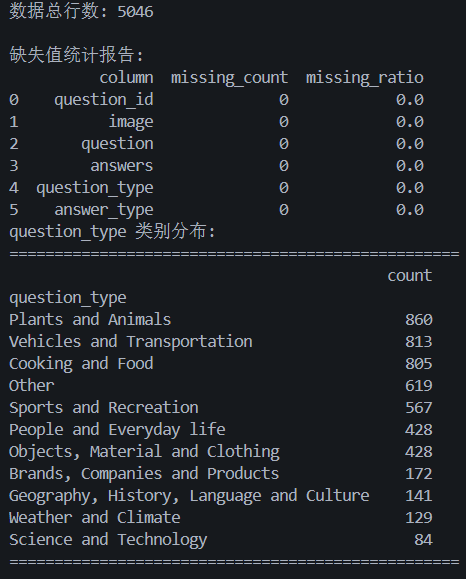 数据总行数: 5046
缺失值统计报告:
column missing_count missing_ratio
0 question_id 0 0.0
1 image 0 0.0
2 question 0 0.0
3 answers 0 0.0
4 question_type 0 0.0
5 answer_type 0 0.0
question_type 类别分布:
==================================================
count
question_type
Plants and Animals 860
Vehicles and Transportation 813
Cooking and Food 805
Other 619
Sports and Recreation 567
People and Everyday life 428
Objects, Material and Clothing 428
Brands, Companies and Products 172
Geography, History, Language and Culture 141
Weather and Climate 129
Science and Technology 84
==================================================